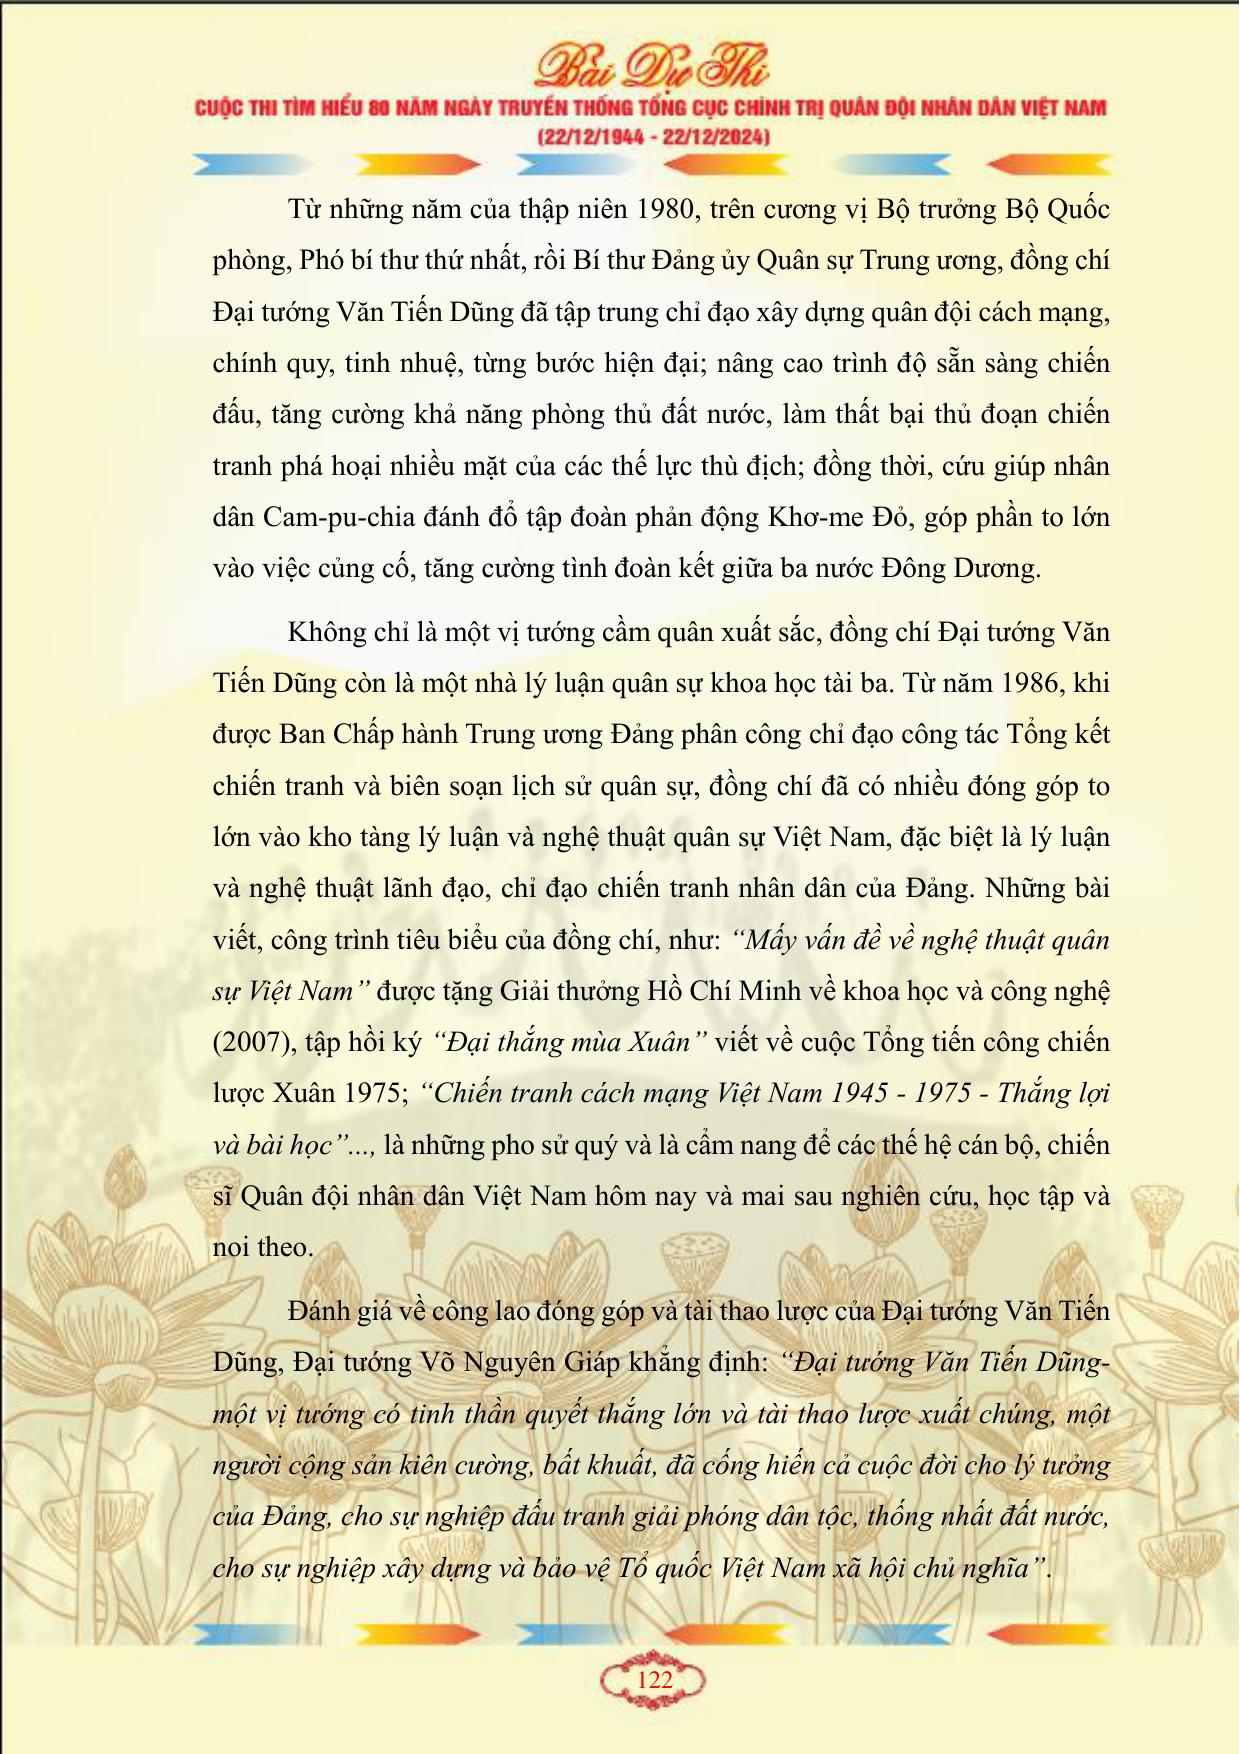 Bài Dự Thi
CUỘC THI TÌM HIỂU 80 NĂM NGÀY TRUYỀN THỐNG TỔNG CỤC CHÍNH TRỊ QUÂN ĐỘI NHÂN DÂN VIỆT NAM
(22/12/1944 - 22/12/2024)
Từ những năm của thập niên 1980, trên cương vị Bộ trưởng Bộ Quốc
phòng, Phó bí thư thứ nhất, rồi Bí thư Đảng ủy Quân sự Trung ương, đồng chí
Đại tướng Văn Tiến Dũng đã tập trung chỉ đạo xây dựng quân đội cách mạng,
chính quy, tinh nhuệ, từng bước hiện đại; nâng cao trình độ sẵn sàng chiến
đấu, tăng cường khả năng phòng thủ đất nước, làm thất bại thủ đoạn chiến
tranh phá hoại nhiều mặt của các thế lực thù địch; đồng thời, cứu giúp nhân
dân Cam-pu-chia đánh đổ tập đoàn phản động Khơ-me Đỏ, góp phần to lớn
vào việc củng cố, tăng cường tình đoàn kết giữa ba nước Đông Dương.
Không chỉ là một vị tướng cầm quân xuất sắc, đồng chí Đại tướng Văn
Tiến Dũng còn là một nhà lý luận quân sự khoa học tài ba. Từ năm 1986, khi
được Ban Chấp hành Trung ương Đảng phân công chỉ đạo công tác Tổng kết
chiến tranh và biên soạn lịch sử quân sự, đồng chí đã có nhiều đóng góp to
lớn vào kho tàng lý luận và nghệ thuật quân sự Việt Nam, đặc biệt là lý luận
và nghệ thuật lãnh đạo, chỉ đạo chiến tranh nhân dân của Đảng. Những bài
viết, công trình tiêu biểu của đồng chí, như: “Mấy vấn đề về nghệ thuật quân
sự Việt Nam” được tặng Giải thưởng Hồ Chí Minh về khoa học và công nghệ
(2007), tập hồi ký “Đại thắng mùa Xuân” viết về cuộc Tổng tiến công chiến
lược Xuân 1975; “Chiến tranh cách mạng Việt Nam 1945 - 1975 - Thắng lợi
và bài học”..., là những pho sử quý và là cẩm nang để các thế hệ cán bộ, chiến
sĩ Quân đội nhân dân Việt Nam hôm nay và mai sau nghiên cứu, học tập và
noi theo.
Đánh giá về công lao đóng góp và tài thao lược của Đại tướng Văn Tiến
Dũng, Đại tướng Võ Nguyên Giáp khẳng định: “Đại tướng Văn Tiến Dũng-
một vị tướng có tinh thần quyết thắng lớn và tài thao lược xuất chúng, một
người cộng sản kiên cường, bất khuất, đã cống hiến cả cuộc đời cho lý tưởng
của Đảng, cho sự nghiệp đấu tranh giải phóng dân tộc, thống nhất đất nước,
cho sự nghiệp xây dựng và bảo vệ Tổ quốc Việt Nam xã hội chủ nghĩa”.
122